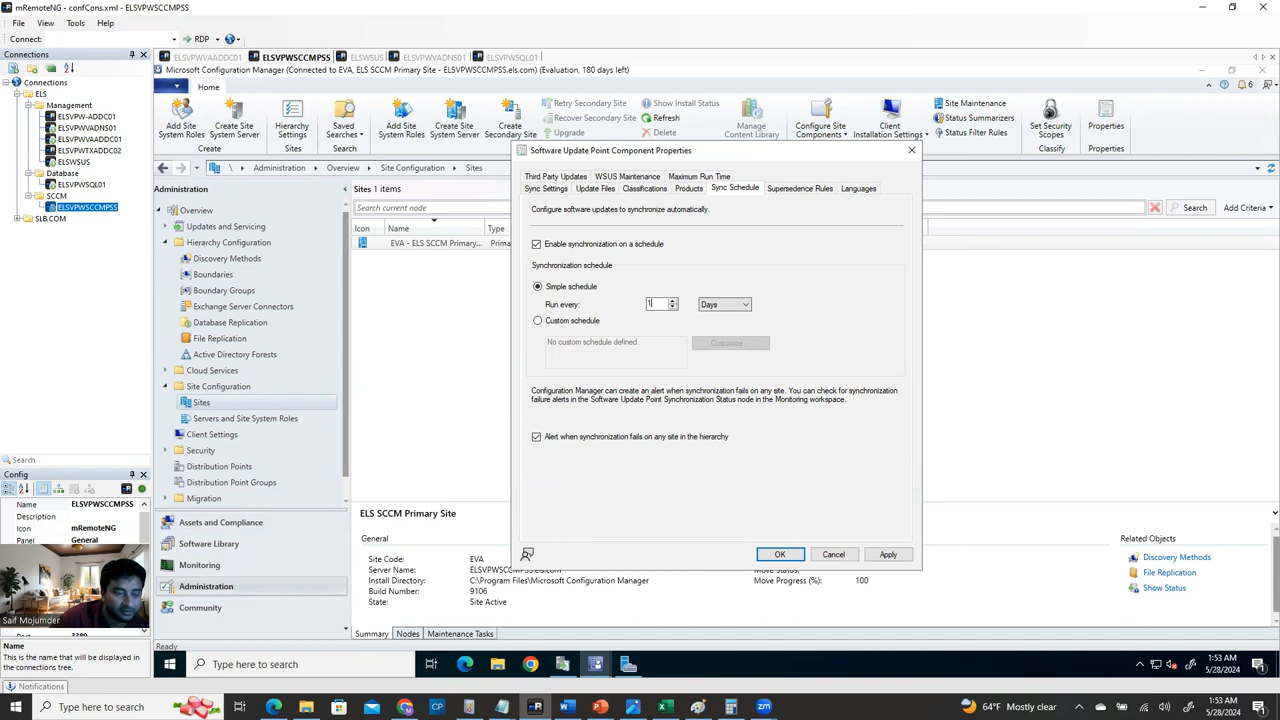 mRemoteNG - confCons.xml - ELSVPWSCCMPSS
File View Tools Help
Connect: RDP
Connections
Connections
ELS
Management
ELSVPW-ADDC01
ELSVPWVADNS01
ELSVPWVAADDC01
ELSVPWTXADDC02
ELSWSUS
Database
ELSVPWSQL01
SCCM
ELSVPWSCCMPSS
SLB.COM
Search
Config
Name ELSVPWSCCMPSS
Description
Icon mRemoteNG
Panel General
Saif Mojumder
Name
This is the name that will be displayed in the connections tree.
Notifications
ELSVPWVAADDC01 ELSVPWSCCMPSS ELSWSUS ELSVPWVADNS01 ELSVPWSQL01
Microsoft Configuration Manager (Connected to EVA, ELS SCCM Primary Site - ELSVPWSCCMPSS.els.com) (Evaluation, 180 days left)
Home
6
Add Site System Roles
Create Site System Server
Create
Hierarchy Settings
Sites
Saved Searches
Search
Add Site System Roles
Create Site System Server
Create Secondary Site
Retry Secondary Site
Recover Secondary Site
Upgrade
Show Install Status
Refresh
Delete
Manage Content Library
Configure Site Components
Client Installation Settings
Site Maintenance
Status Summarizers
Status Filter Rules
Set Security Scopes
Classify
Properties
Properties
\ Administration Overview Site Configuration Sites
Administration
Overview
Updates and Servicing
Hierarchy Configuration
Discovery Methods
Boundaries
Boundary Groups
Exchange Server Connectors
Database Replication
File Replication
Active Directory Forests
Cloud Services
Site Configuration
Sites
Servers and Site System Roles
Client Settings
Security
Distribution Points
Distribution Point Groups
Migration
Assets and Compliance
Software Library
Monitoring
Administration
Community
Sites 1 items
Search current node
Search
Add Criteria
Icon Name Type
EVA - ELS SCCM Primary... Prima
Software Update Point Component Properties
Third Party Updates WSUS Maintenance Maximum Run Time
Sync Settings Update Files Classifications Products Sync Schedule Supersedence Rules Languages
Configure software updates to synchronize automatically.
Enable synchronization on a schedule
Synchronization schedule
Simple schedule
Run every: 1 Days
Custom schedule
No custom schedule defined. Customize...
Configuration Manager can create an alert when synchronization fails on any site. You can check for synchronization
failure alerts in the Software Update Point Synchronization Status node in the Monitoring workspace.
Alert when synchronization fails on any site in the hierarchy
OK Cancel Apply
ELS SCCM Primary Site
General
Site Code: EVA
Server Name: ELSVPWSCCMPSS.els.com
Install Directory: C:\Program Files\Microsoft Configuration Manager
Build Number: 9106
State: Site Active
Move Progress (%): 100
Related Objects
Discovery Methods
File Replication
Show Status
Summary Nodes Maintenance Tasks
Ready
Type here to search
1:53 AM
5/28/2024
Type here to search
64°F Mostly clear
1:53 AM
5/28/2024